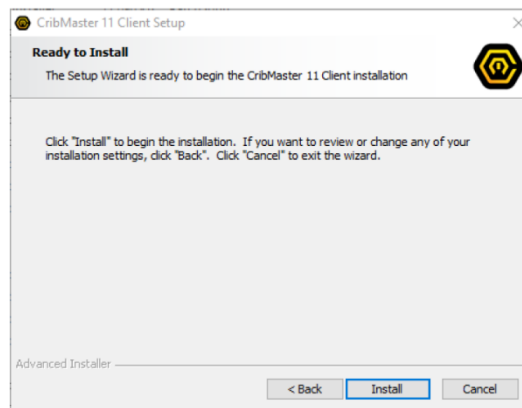 CribMaster 11 Client Setup
Ready to Install
The Setup Wizard is ready to begin the CribMaster 11 Client installation
Click "Install" to begin the installation.  If you want to review or change any of your
installation settings, click "Back".  Click "Cancel" to exit the wizard.
Advanced Installer
< Back
Install
Cancel